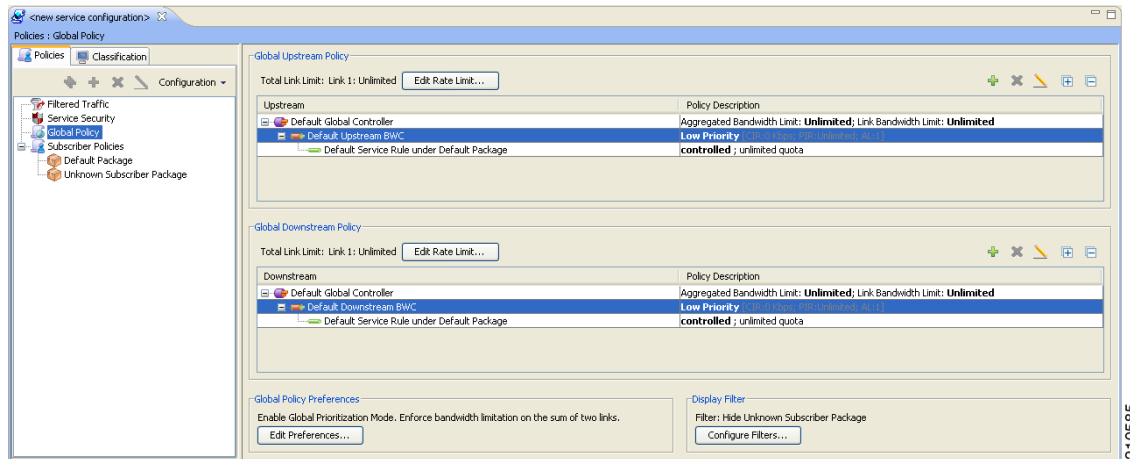 <new service configuration>
Policies : Global Policy
Policies
Classification
Configuration
Filtered Traffic
Service Security
Global Policy
Subscriber Policies
Default Package
Unknown Subscriber Package
Global Upstream Policy
Total Link Limit: Link 1: Unlimited
Edit Rate Limit...
Upstream Policy Description
Default Global Controller Aggregated Bandwidth Limit: Unlimited; Link Bandwidth Limit: Unlimited
Default Upstream BWC Low Priority [CIR:0 Kbps; PIR:Unlimited; AL:1]
Default Service Rule under Default Package controlled ; unlimited quota
Global Downstream Policy
Total Link Limit: Link 1: Unlimited
Edit Rate Limit...
Downstream Policy Description
Default Global Controller Aggregated Bandwidth Limit: Unlimited; Link Bandwidth Limit: Unlimited
Default Downstream BWC Low Priority [CIR:0 Kbps; PIR:Unlimited; AL:1]
Default Service Rule under Default Package controlled ; unlimited quota
Global Policy Preferences
Enable Global Prioritization Mode. Enforce bandwidth limitation on the sum of two links.
Edit Preferences...
Display Filter
Filter: Hide Unknown Subscriber Package
Configure Filters...